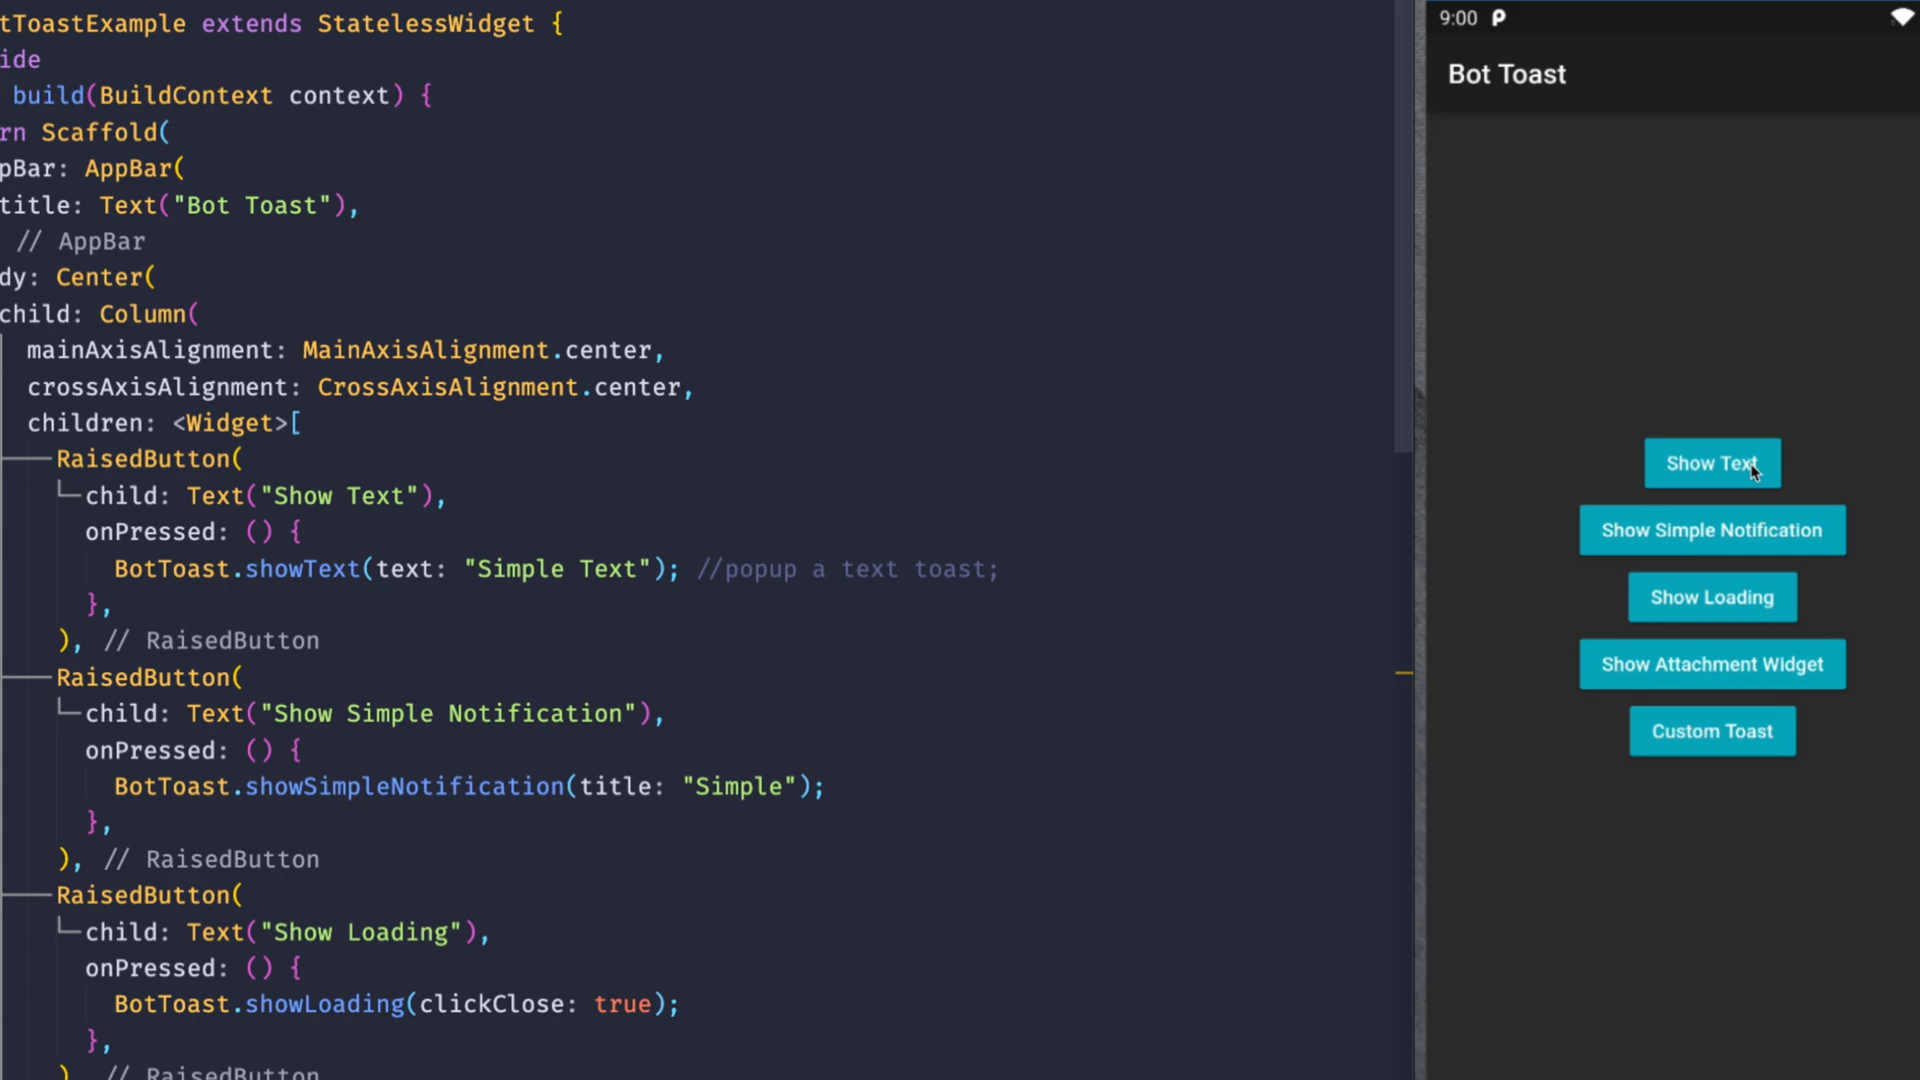 tToastExample extends StatelessWidget {
ide
build(BuildContext context) {
rn Scaffold(
pBar: AppBar(
title: Text("Bot Toast"),
// AppBar
dy: Center(
child: Column(
mainAxisAlignment: MainAxisAlignment.center,
crossAxisAlignment: CrossAxisAlignment.center,
children: <Widget>[
RaisedButton(
child: Text("Show Text"),
onPressed: () {
BotToast.showText(text: "Simple Text"); //popup a text toast;
},
), // RaisedButton
RaisedButton(
child: Text("Show Simple Notification"),
onPressed: () {
BotToast.showSimpleNotification(title: "Simple");
},
), // RaisedButton
RaisedButton(
child: Text("Show Loading"),
onPressed: () {
BotToast.showLoading(clickClose: true);
},
) // RaisedButton
9:00
Bot Toast
Show Text
Show Simple Notification
Show Loading
Show Attachment Widget
Custom Toast